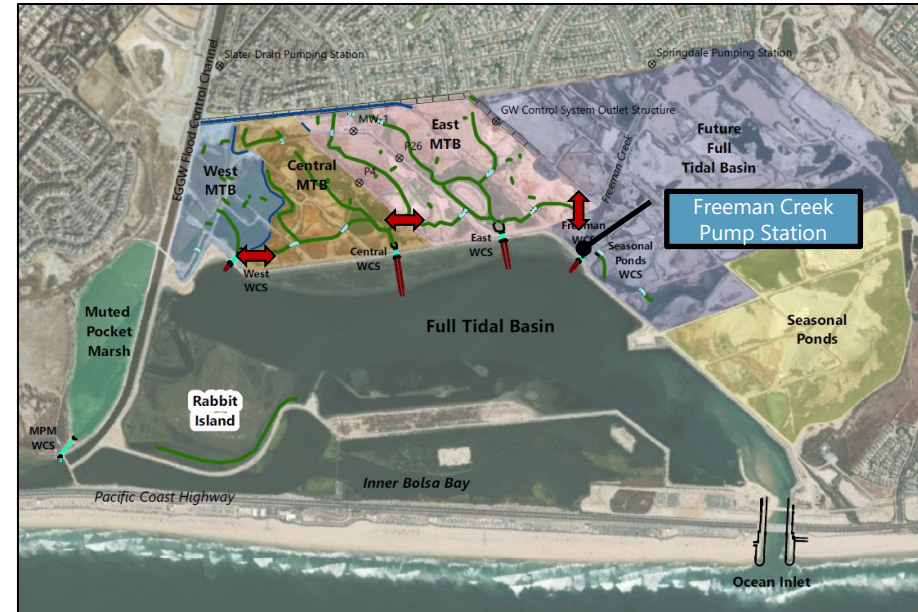 Slater Drain Pumping Station
Springdale Pumping Station
EGGW Flood Control Channel
GW Control System Outlet Structure
MW-1
East
MTB
Future
Full
Tidal Basin
P26
Central
MTB
West
MTB
P4
Freeman Creek
Freeman Creek
Pump Station
Freeman
WCS
East
WCS
Central
WCS
Seasonal
Ponds
WCS
West
WCS
Muted
Pocket
Marsh
Full Tidal Basin
Seasonal
Ponds
Rabbit
Island
MPM
WCS
Inner Bolsa Bay
Pacific Coast Highway
Ocean Inlet